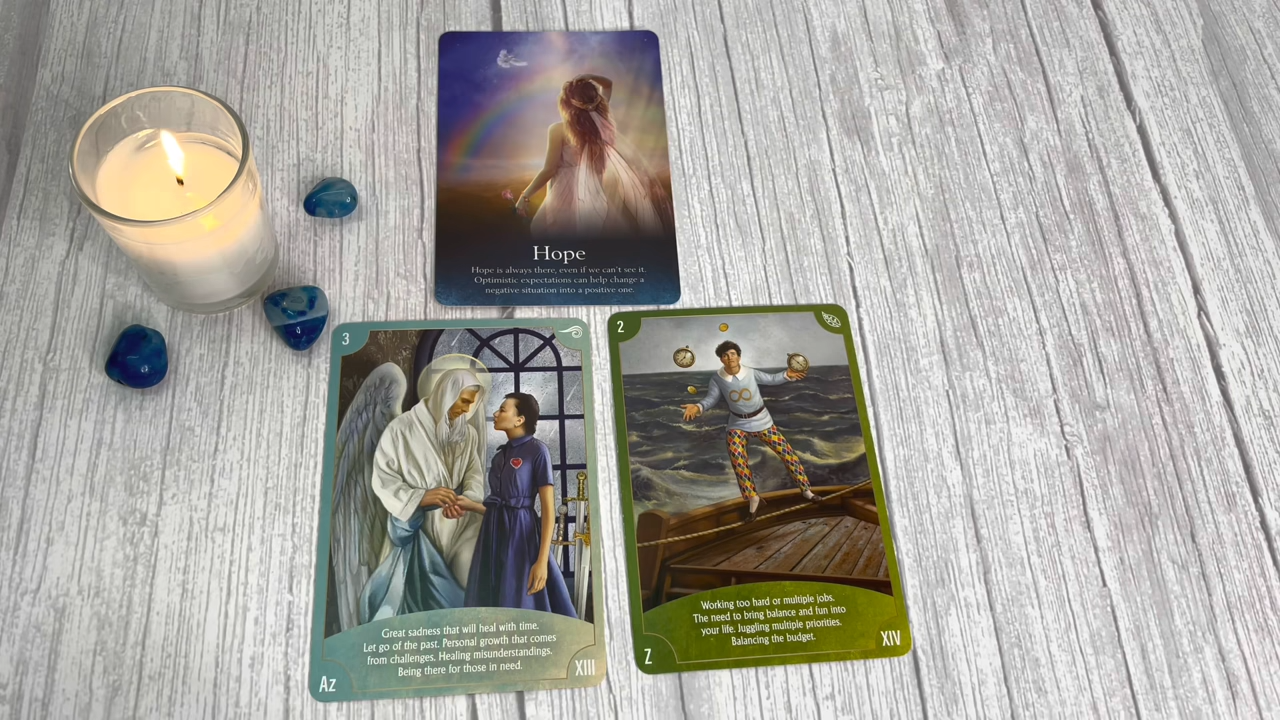 Hope
Hope is always there, even if we can't see it.
Optimistic expectations can help change a
negative situation into a positive one.
3
Great sadness that will heal with time.
Let go of the past. Personal growth that comes
from challenges. Healing misunderstandings.
Being there for those in need.
Az
XIII
2
Working too hard or multiple jobs.
The need to bring balance and fun into
your life. Juggling multiple priorities.
Balancing the budget.
Z
XIV